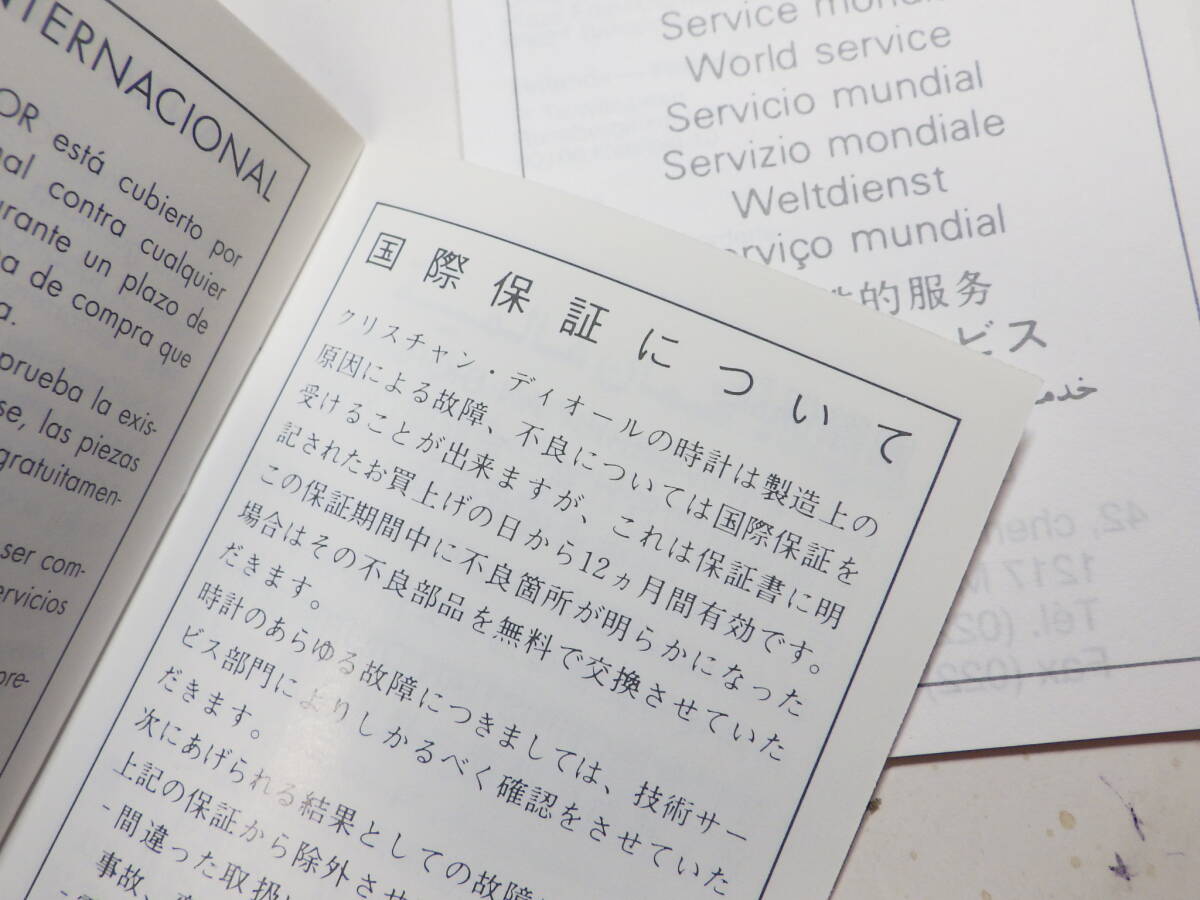 INTERNACIONAL
está cubierto por
contra cualquier
un plazo de
de compra que
prueba la exis-
las piezas
gratuitamen-
ser com-
servicios
国際保証について
クリスチャン・ディオールの時計は製造上の
原因による故障、不良については国際保証を
受けることが出来ますが、これは保証書に明
記されたお買上げの日から12ヵ月間有効です。
この保証期間中に不良箇所が明らかになった
場合はその不良部品を無料で交換させていた
だきます。
時計のあらゆる故障につきましては、技術サー
ビス部門によりしかるべく確認をさせていた
だきます。
次にあげられる結果としての故障
上記の保証から除外させ
- 間違った取扱
事故、
Service
World service
Servicio mundial
Servizio mondiale
Weltdienst
Serviço mundial
的服务
ビス
42,
1217
Tél. (022
Fax (022)